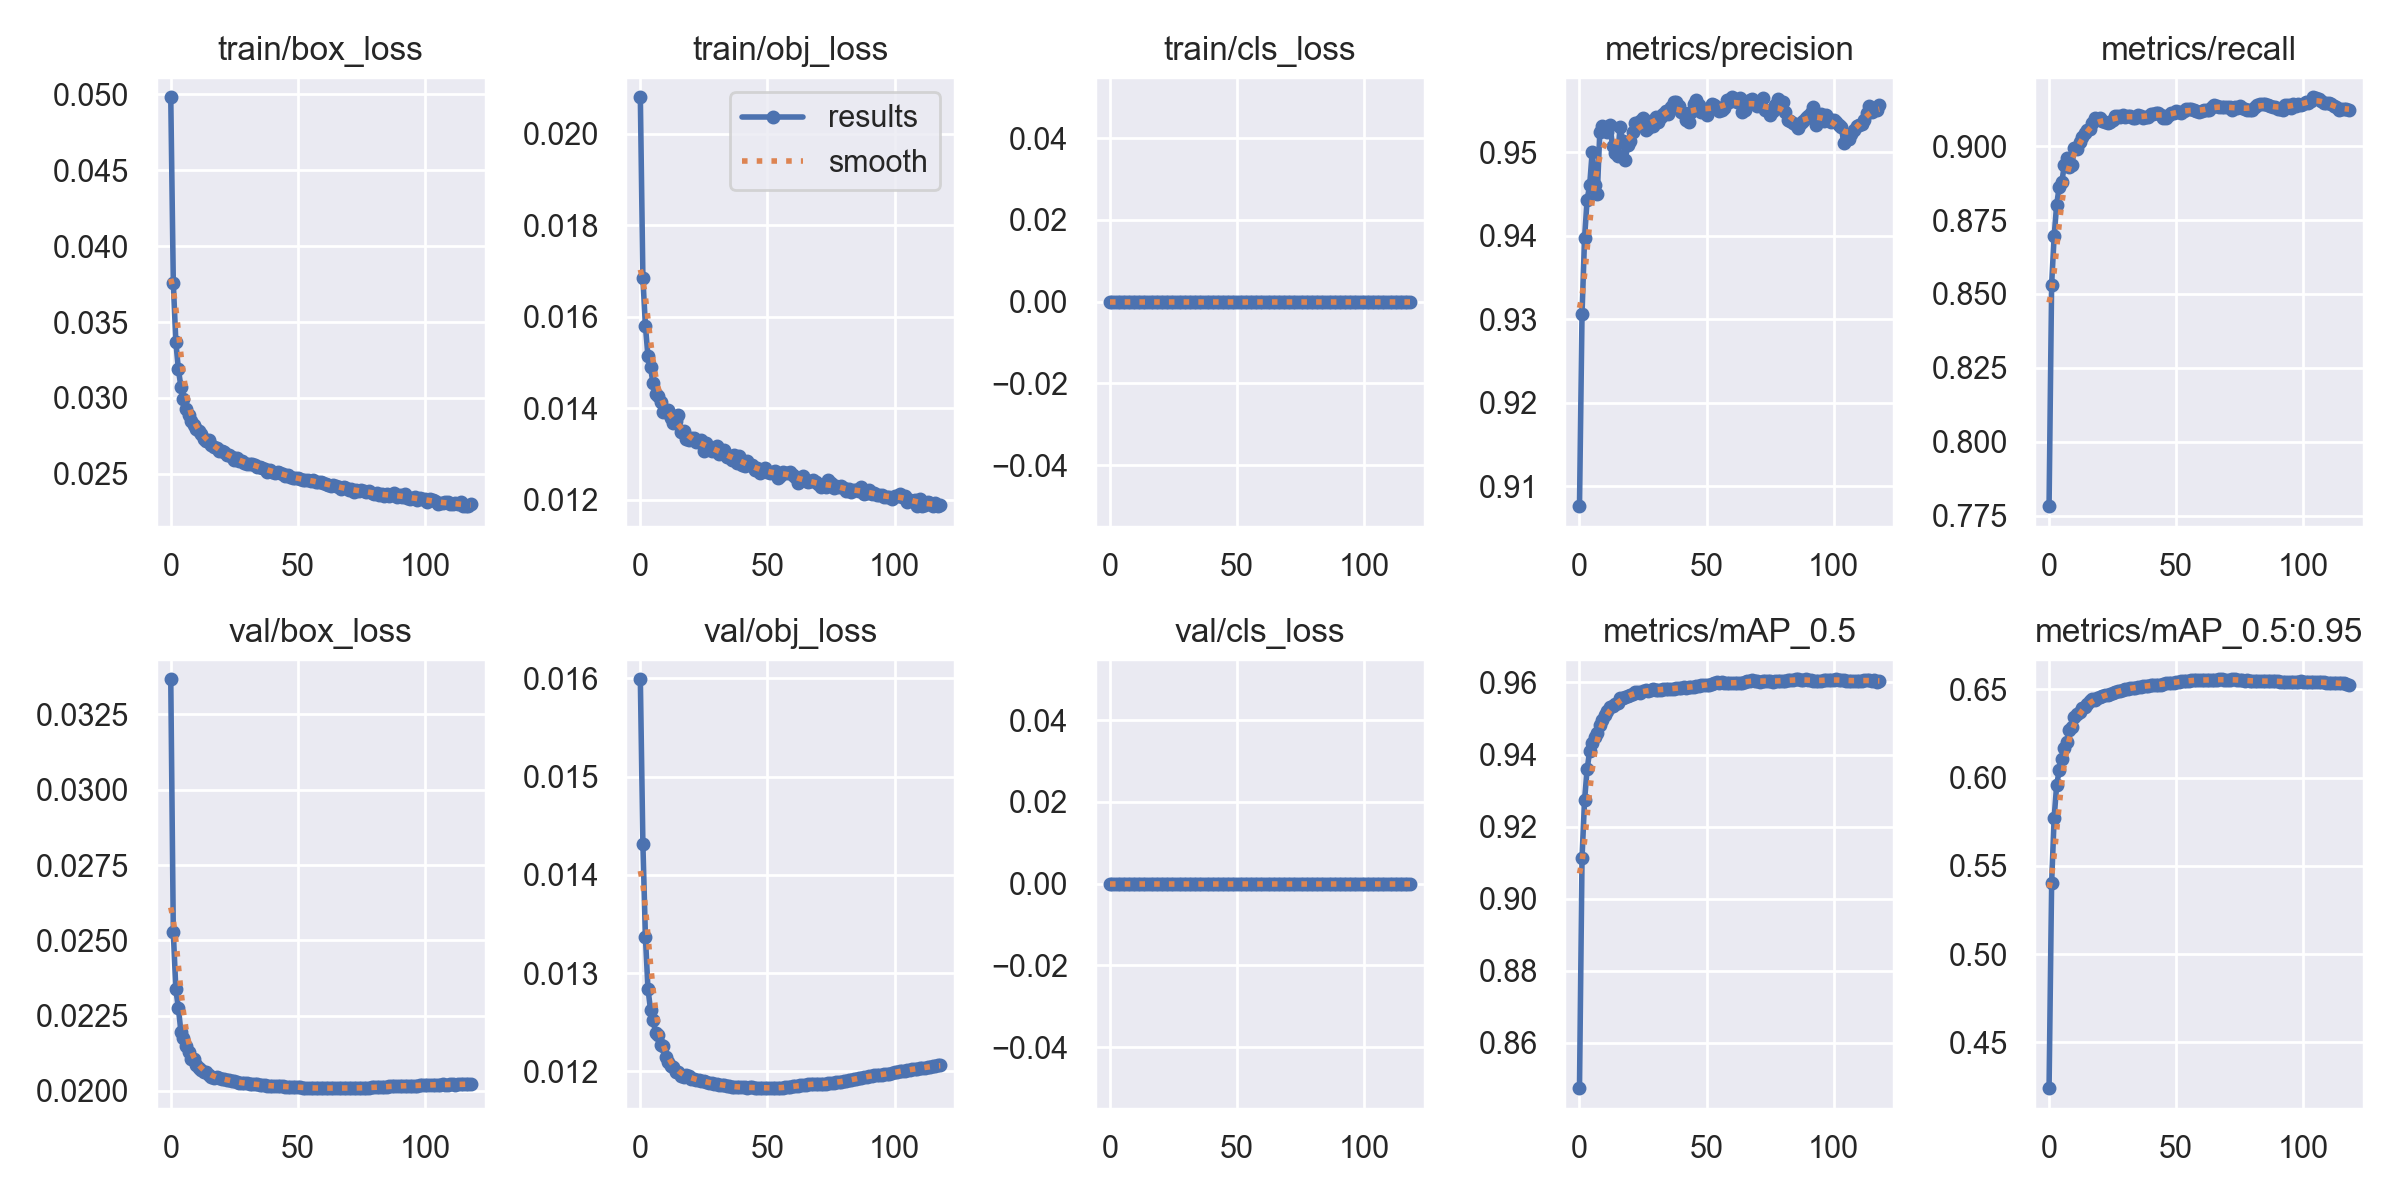 train/box_loss
0.050
0.045
0.040
0.035
0.030
0.025
0 50 100
train/obj_loss
results
smooth
0.020
0.018
0.016
0.014
0.012
0 50 100
train/cls_loss
0.04
0.02
0.00
−0.02
−0.04
0 50 100
metrics/precision
0.95
0.94
0.93
0.92
0.91
0 50 100
metrics/recall
0.900
0.875
0.850
0.825
0.800
0.775
0 50 100
val/box_loss
0.0325
0.0300
0.0275
0.0250
0.0225
0.0200
0 50 100
val/obj_loss
0.016
0.015
0.014
0.013
0.012
0 50 100
val/cls_loss
0.04
0.02
0.00
−0.02
−0.04
0 50 100
metrics/mAP_0.5
0.96
0.94
0.92
0.90
0.88
0.86
0 50 100
metrics/mAP_0.5:0.95
0.65
0.60
0.55
0.50
0.45
0 50 100